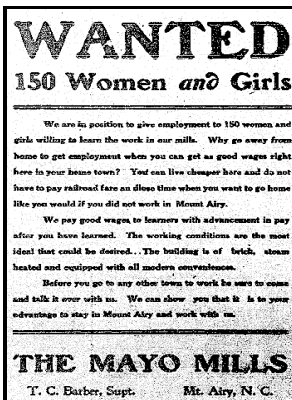 WANTED
150 Women and Girls
We are in position to give employment to 150 women and
girls willing to learn the work in our mills. Why go away from
home to get employment when you can get as good wages right
here in your home town? You can live cheaper here and do not
have to pay railroad fare an dlose time when you want to go home
like you would if you did not work in Mount Airy.
We pay good wages to learners with advancement in pay
after you have learned. The working conditions are the most
ideal that could be desired...The building is of brick, steam
heated and equipped with all modern conveniences.
Before you go to any other town to work be sure to come
and talk it over with us. We can show you that it is to your
advantage to stay in Mount Airy and work with us.
THE MAYO MILLS
T. C. Barber, Supt. Mt. Airy, N. C.